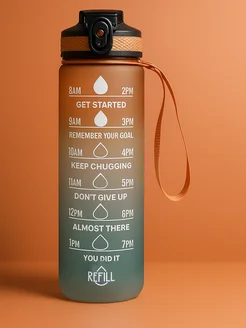 8AM 2PM
GET STARTED
9AM 3PM
REMEMBER YOUR GOAL
10AM 4PM
KEEP CHUGGING
11AM 5PM
DON'T GIVE UP
12PM 6PM
ALMOST THERE
1PM 7PM
YOU DID IT
REFILL